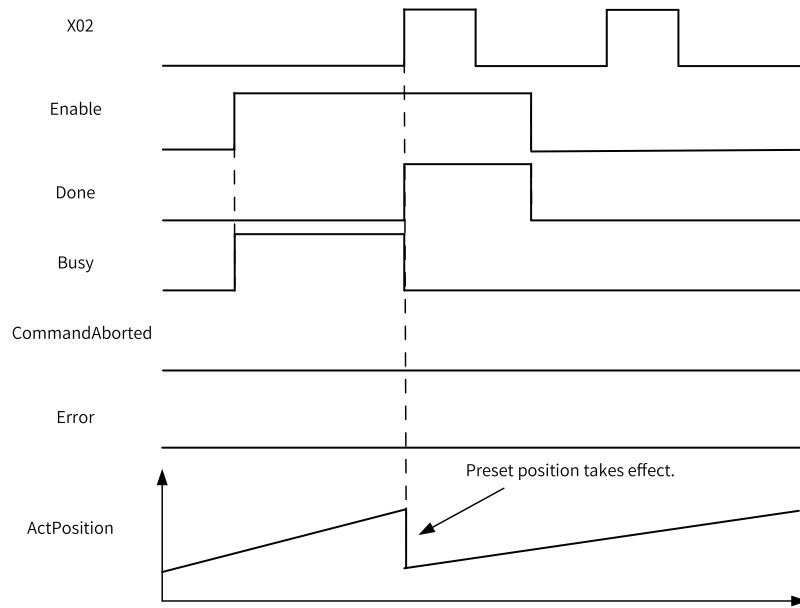 X02
Enable
Done
Busy
CommandAborted
Error
Preset position takes effect.
ActPosition